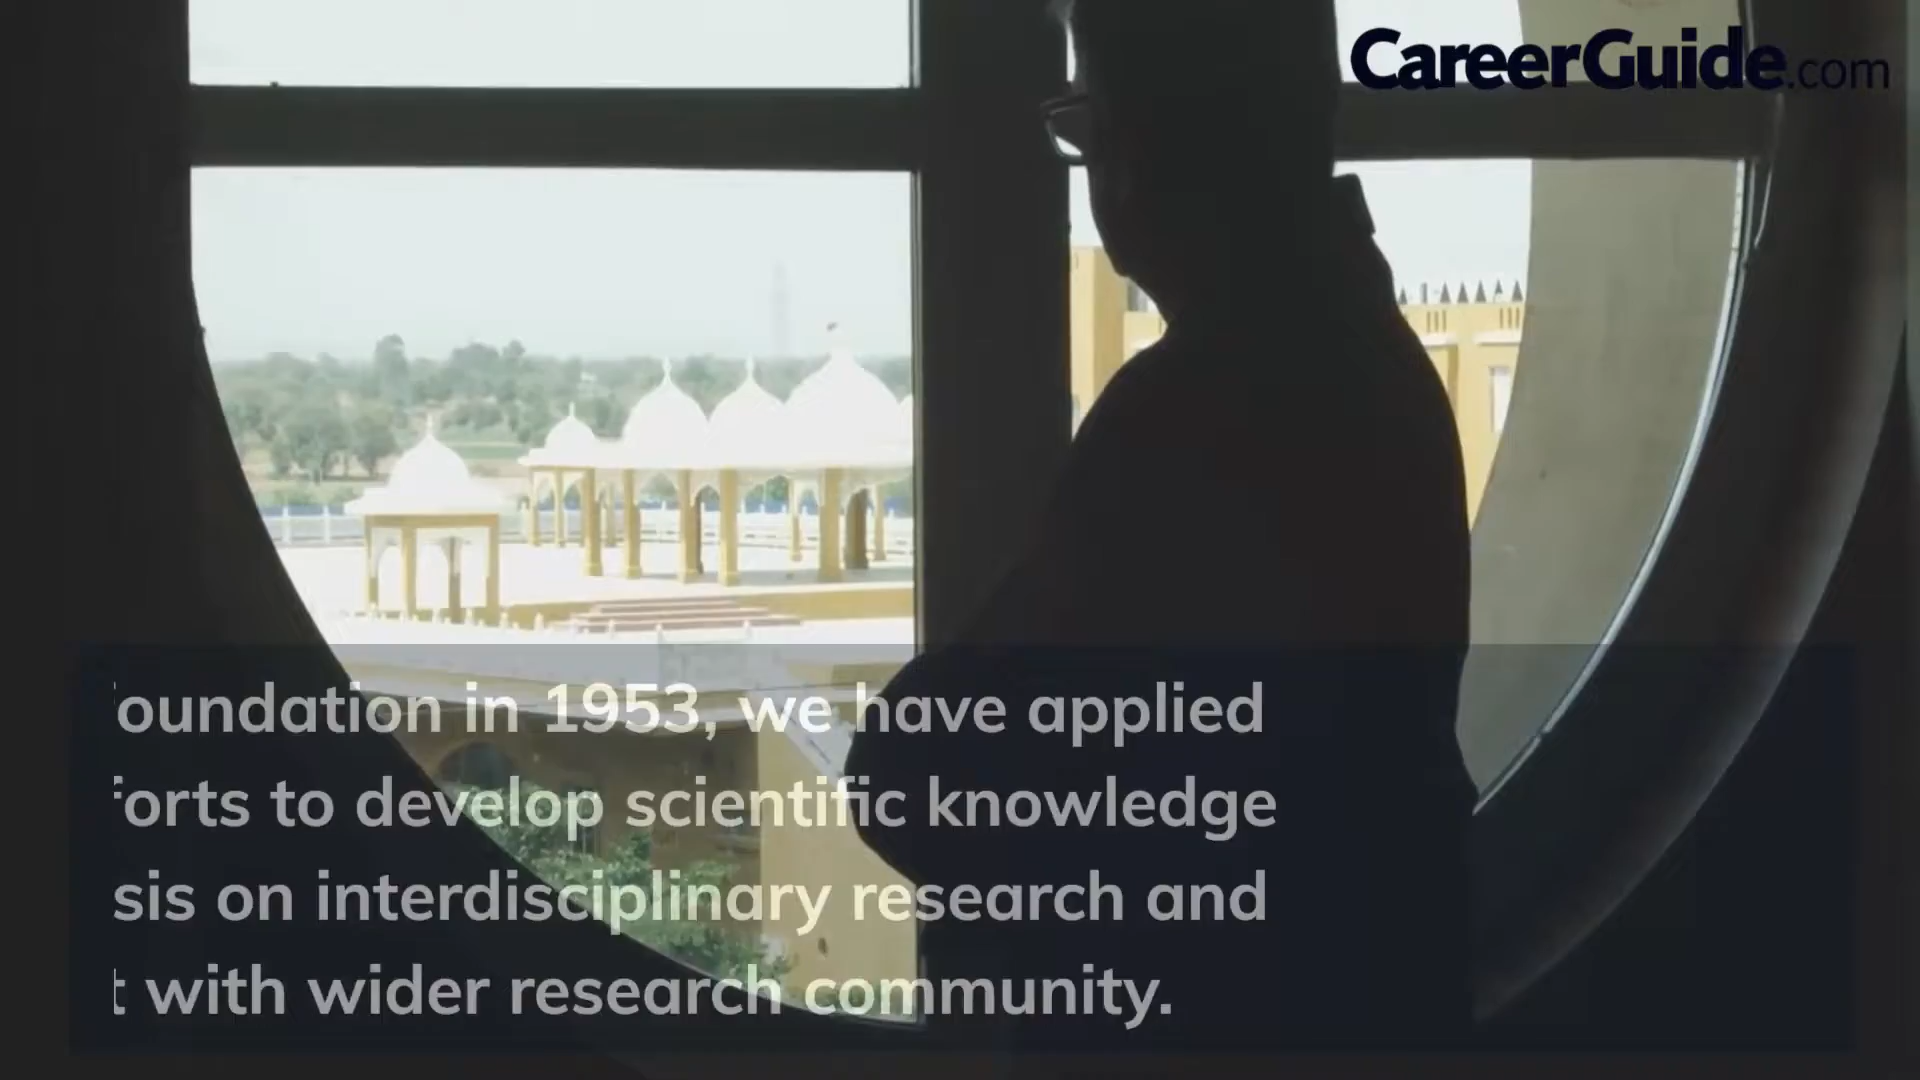 CareerGuide.com
oundation in 1953, we have applied
forts to develop scientific knowledge
sis on interdisciplinary research and
t with wider research community.